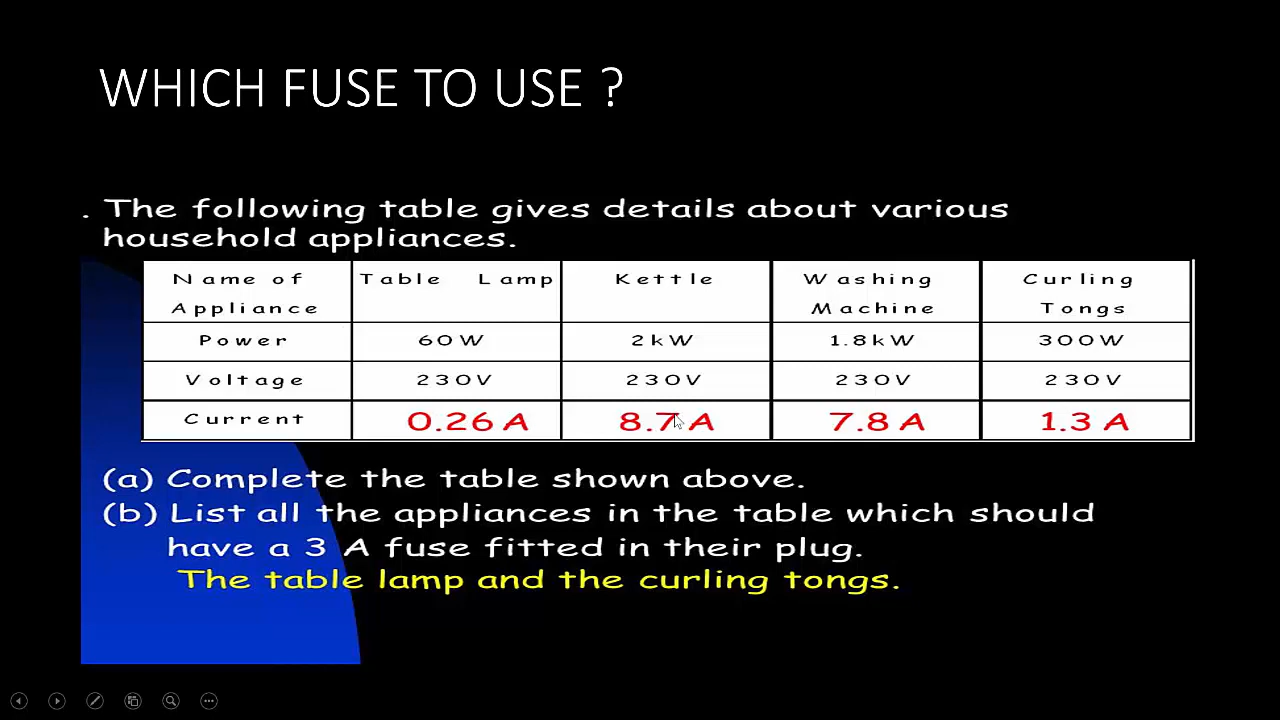 WHICH FUSE TO USE ?
. The following table gives details about various
household appliances.
Name of Appliance Table Lamp Kettle Washing Machine Curling Tongs
Power 60W 2kW 1.8kW 300W
Voltage 230V 230V 230V 230V
Current 0.26 A 8.7 A 7.8 A 1.3 A
(a) Complete the table shown above.
(b) List all the appliances in the table which should
have a 3 A fuse fitted in their plug.
The table lamp and the curling tongs.